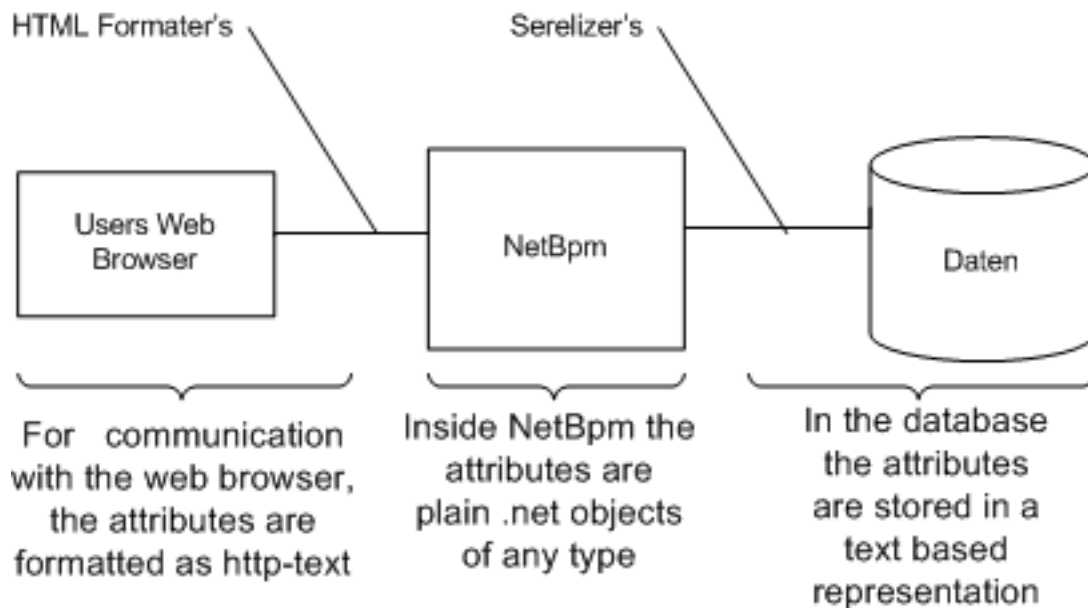 HTML Formater's
Serelizer's
Users Web
Browser
NetBpm
Daten
For communication
with the web browser,
the attributes are
formatted as http-text
Inside NetBpm the
attributes are
plain .net objects
of any type
In the database
the attributes
are stored in a
text based
representation